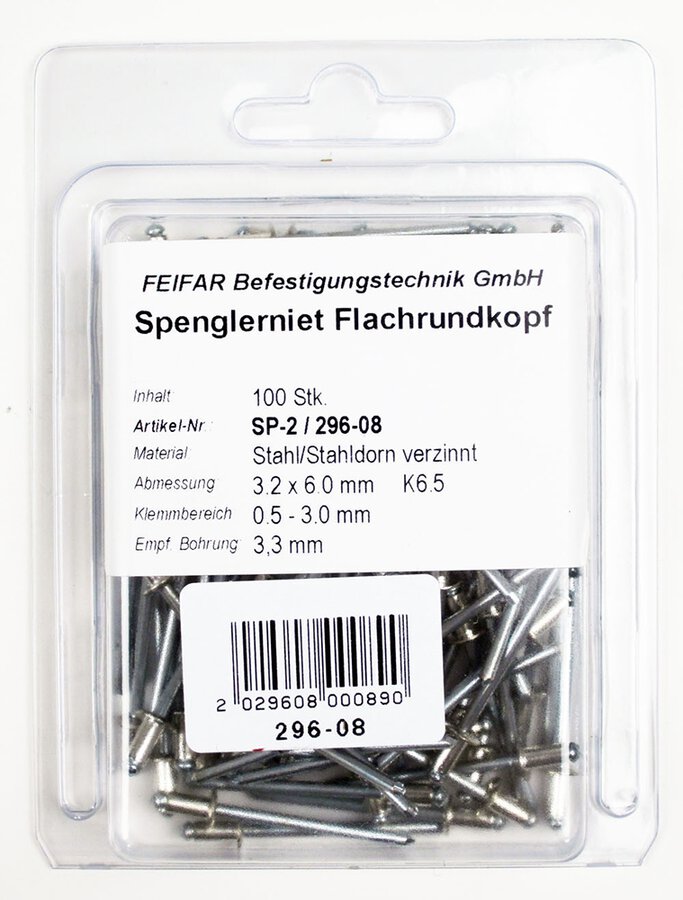 FEIFAR Befestigungstechnik GmbH
Spenglerniet Flachrundkopf
Inhalt 100 Stk.
Artikel-Nr.: SP-2 / 296-08
Material Stahl/Stahldorn verzinnt
Abmessung 3.2 x 6.0 mm K6.5
Klemmbereich 0.5 - 3.0 mm
Empf. Bohrung: 3,3 mm
2 029608 000890
296-08